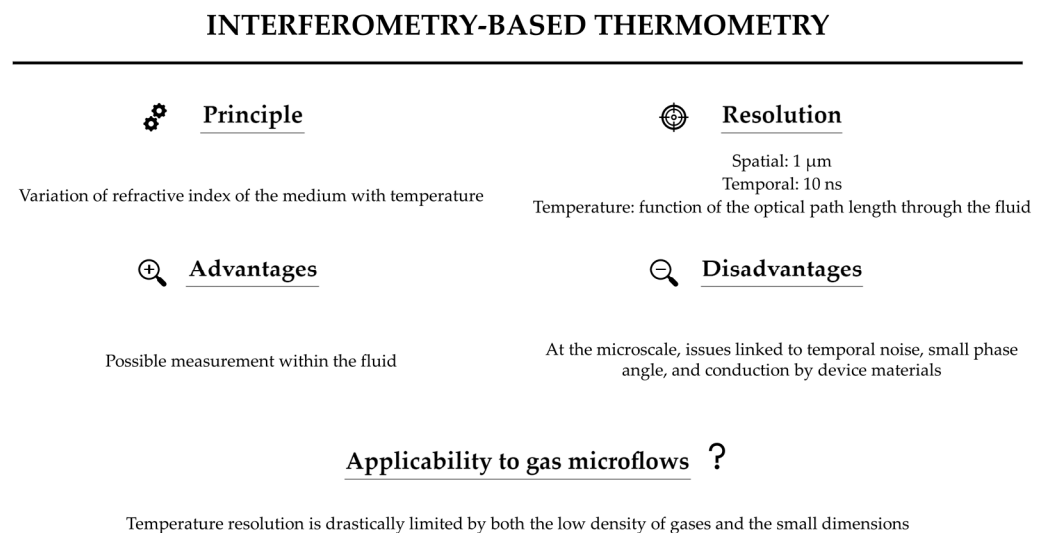 INTERFEROMETRY-BASED THERMOMETRY
Principle
Variation of refractive index of the medium with temperature
Resolution
Spatial: 1 μm
Temporal: 10 ns
Temperature: function of the optical path length through the fluid
Advantages
Possible measurement within the fluid
Disadvantages
At the microscale, issues linked to temporal noise, small phase
angle, and conduction by device materials
Applicability to gas microflows ?
Temperature resolution is drastically limited by both the low density of gases and the small dimensions